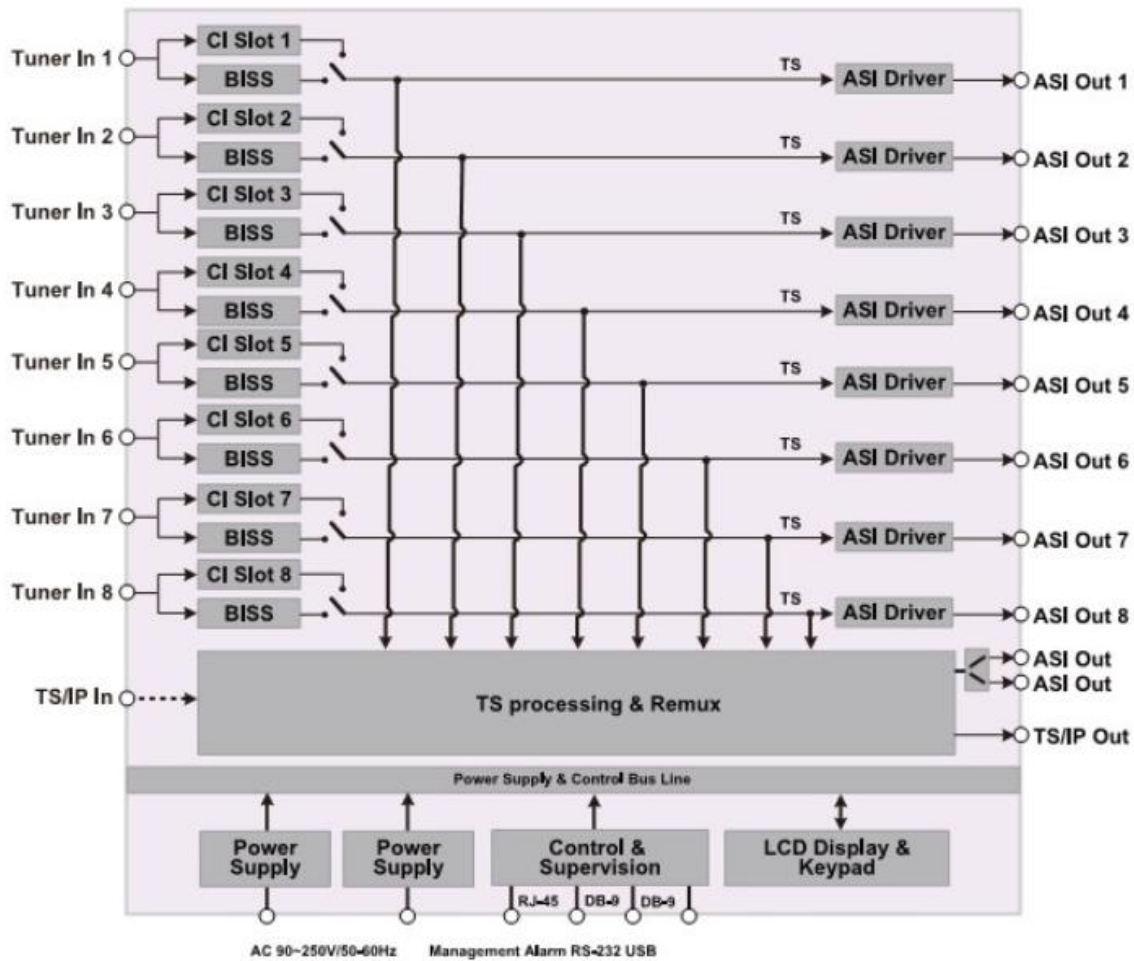 Tuner In 1
CI Slot 1
BISS
TS
ASI Driver
ASI Out 1
Tuner In 2
CI Slot 2
BISS
TS
ASI Driver
ASI Out 2
Tuner In 3
CI Slot 3
BISS
TS
ASI Driver
ASI Out 3
Tuner In 4
CI Slot 4
BISS
TS
ASI Driver
ASI Out 4
Tuner In 5
CI Slot 5
BISS
TS
ASI Driver
ASI Out 5
Tuner In 6
CI Slot 6
BISS
TS
ASI Driver
ASI Out 6
Tuner In 7
CI Slot 7
BISS
TS
ASI Driver
ASI Out 7
Tuner In 8
CI Slot 8
BISS
TS
ASI Driver
ASI Out 8
TS/IP In
TS processing & Remux
ASI Out
ASI Out
TS/IP Out
Power Supply & Control Bus Line
Power
Supply
Power
Supply
Control &
Supervision
LCD Display &
Keypad
RJ-45
DB-9
DB-9
AC 90~250V/50-60Hz
Management Alarm RS-232 USB